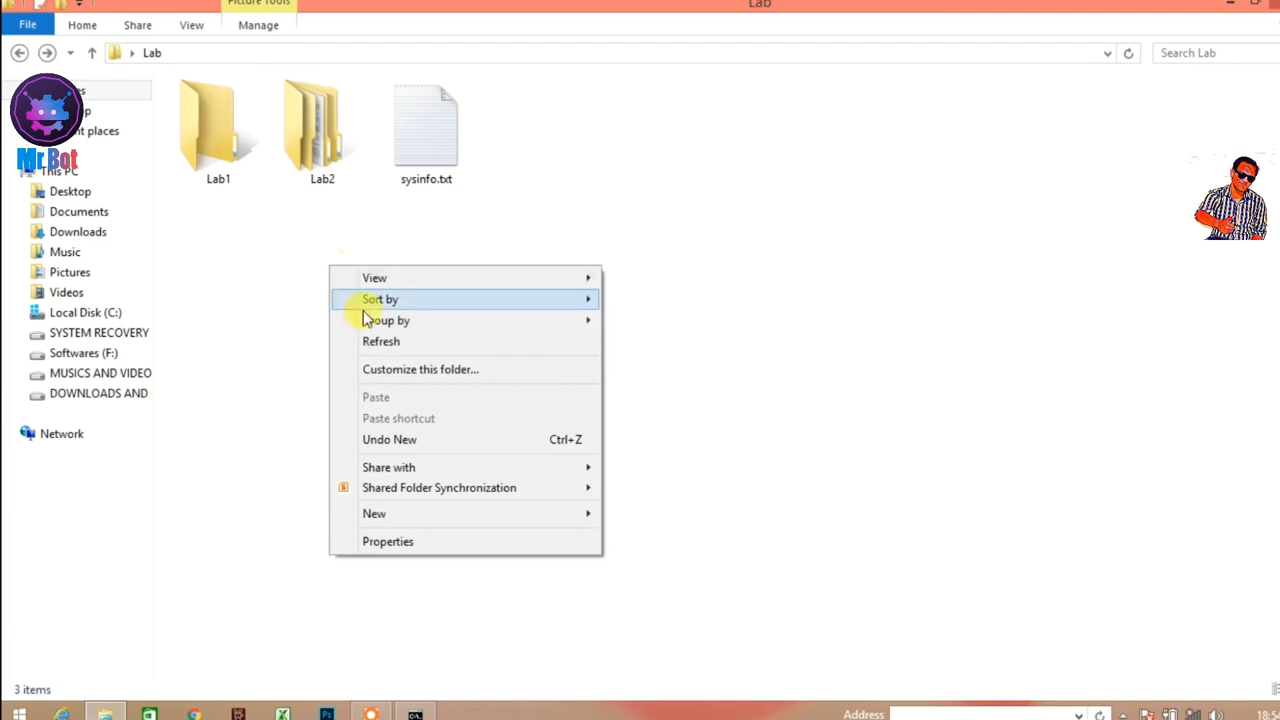 Picture Tools
Lab
File
Home
Share
View
Manage
Lab
Search Lab
Mr.Bot
This PC
Desktop
Documents
Downloads
Music
Pictures
Videos
Local Disk (C:)
SYSTEM RECOVERY
Softwares (F:)
MUSICS AND VIDEO
DOWNLOADS AND
Network
Lab1
Lab2
sysinfo.txt
View
Sort by
Group by
Refresh
Customize this folder...
Paste
Paste shortcut
Undo New Ctrl+Z
Share with
Shared Folder Synchronization
New
Properties
3 items
Address